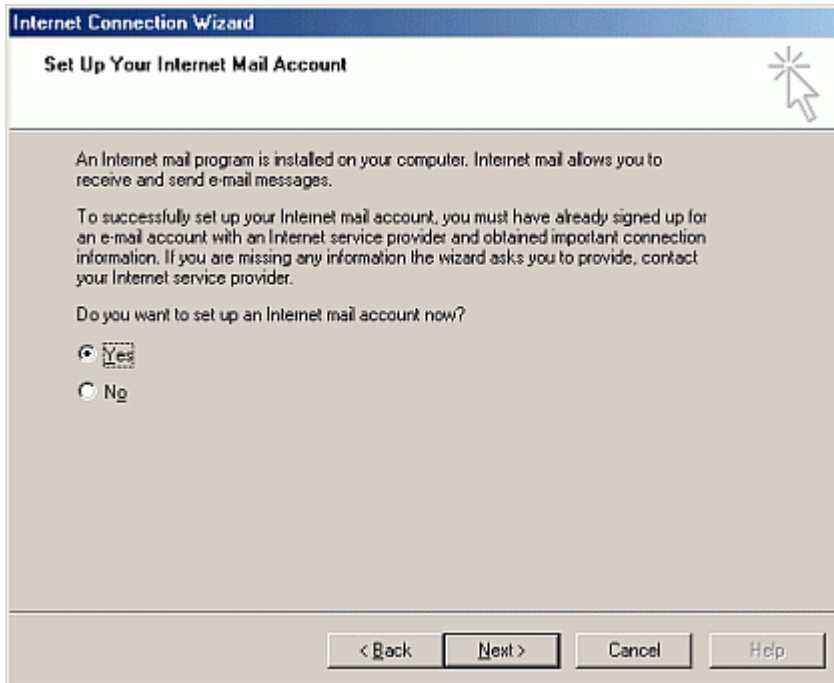 Internet Connection Wizard
Set Up Your Internet Mail Account
An Internet mail program is installed on your computer. Internet mail allows you to
receive and send e-mail messages.
To successfully set up your Internet mail account, you must have already signed up for
an e-mail account with an Internet service provider and obtained important connection
information. If you are missing any information the wizard asks you to provide, contact
your Internet service provider.
Do you want to set up an Internet mail account now?
Yes
No
< Back Next > Cancel Help